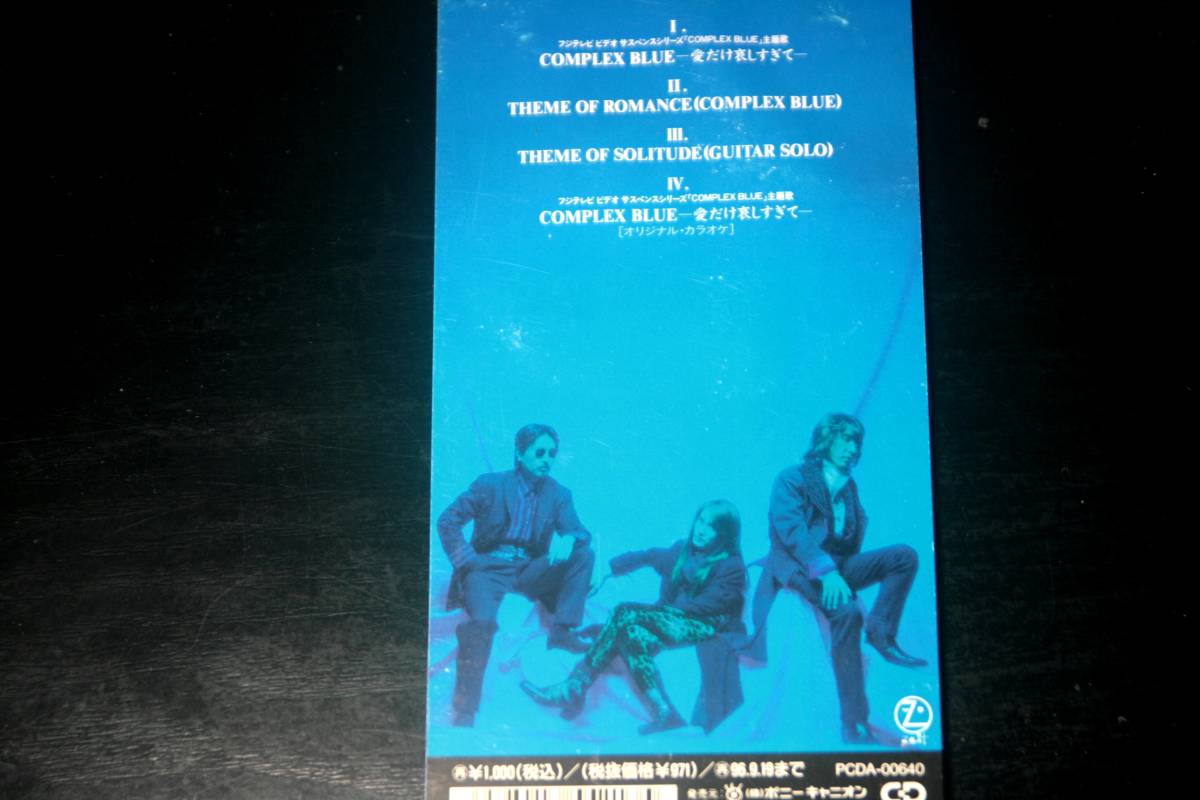 I.
フジテレビ ビデオ サスペンスシリーズ「COMPLEX BLUE」主題歌
COMPLEX BLUE—愛だけ哀しすぎて—
II.
THEME OF ROMANCE(COMPLEX BLUE)
III.
THEME OF SOLITUDE(GUITAR SOLO)
IV.
フジテレビ ビデオ サスペンスシリーズ「COMPLEX BLUE」主題歌
COMPLEX BLUE—愛だけ哀しすぎて—
[オリジナル・カラオケ]
Z
再¥1,000(税込)/(税抜価格¥971)/再96.9.19まで PCDA-00640
発売元: (株)ポニーキャニオン